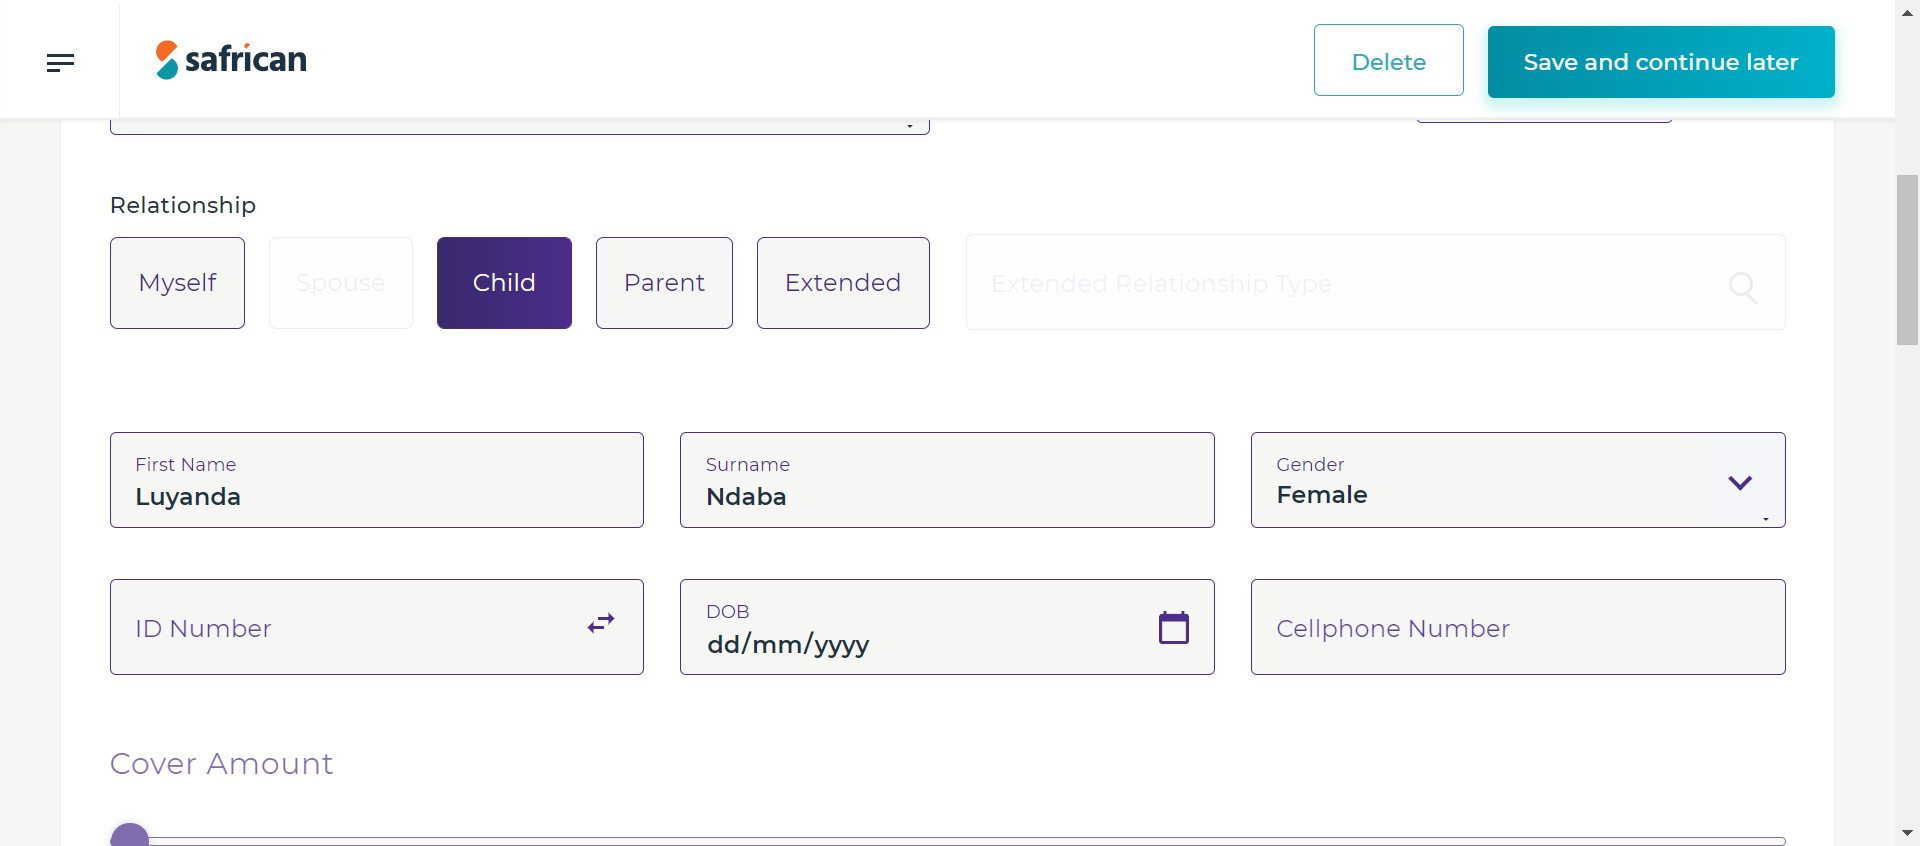 safrican
Delete
Save and continue later
Relationship
Myself
Spouse
Child
Parent
Extended
Extended Relationship Type
First Name
Luyanda
Surname
Ndaba
Gender
Female
ID Number
DOB
dd/mm/yyyy
Cellphone Number
Cover Amount